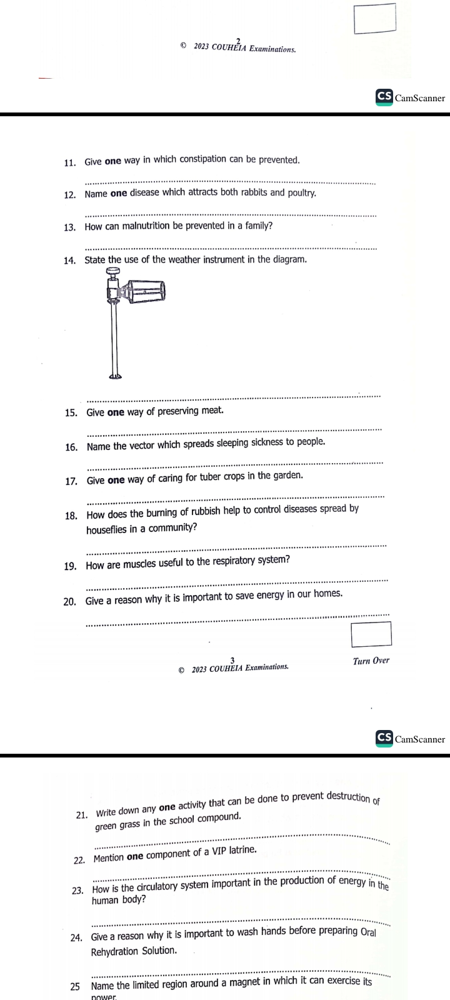 2
© 2023 COUHEIA Examinations.
CS CamScanner
11. Give one way in which constipation can be prevented.
12. Name one disease which attracts both rabbits and poultry.
13. How can malnutrition be prevented in a family?
14. State the use of the weather instrument in the diagram.
15. Give one way of preserving meat.
16. Name the vector which spreads sleeping sickness to people.
17. Give one way of caring for tuber crops in the garden.
18. How does the burning of rubbish help to control diseases spread by
houseflies in a community?
19. How are muscles useful to the respiratory system?
20. Give a reason why it is important to save energy in our homes.
3
© 2023 COUHEIA Examinations.
Turn Over
CS CamScanner
21. Write down any one activity that can be done to prevent destruction of
green grass in the school compound.
22. Mention one component of a VIP latrine.
23. How is the circulatory system important in the production of energy in the
human body?
24. Give a reason why it is important to wash hands before preparing Oral
Rehydration Solution.
25 Name the limited region around a magnet in which it can exercise its
power.